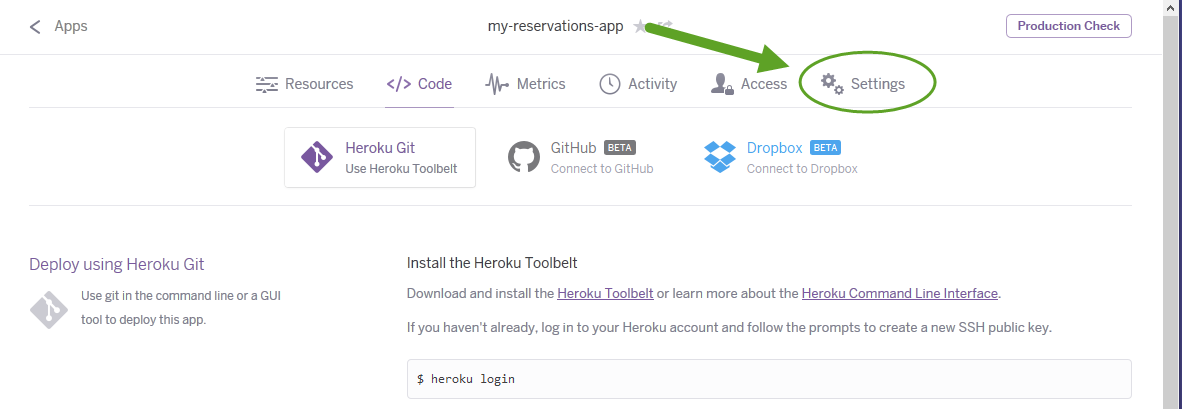 Apps
my-reservations-app
Production Check
Resources
</> Code
Metrics
Activity
Access
Settings
Heroku Git
Use Heroku Toolbelt
GitHub BETA
Connect to GitHub
Dropbox BETA
Connect to Dropbox
Deploy using Heroku Git
Use git in the command line or a GUI
tool to deploy this app.
Install the Heroku Toolbelt
Download and install the Heroku Toolbelt or learn more about the Heroku Command Line Interface.
If you haven't already, log in to your Heroku account and follow the prompts to create a new SSH public key.
$ heroku login